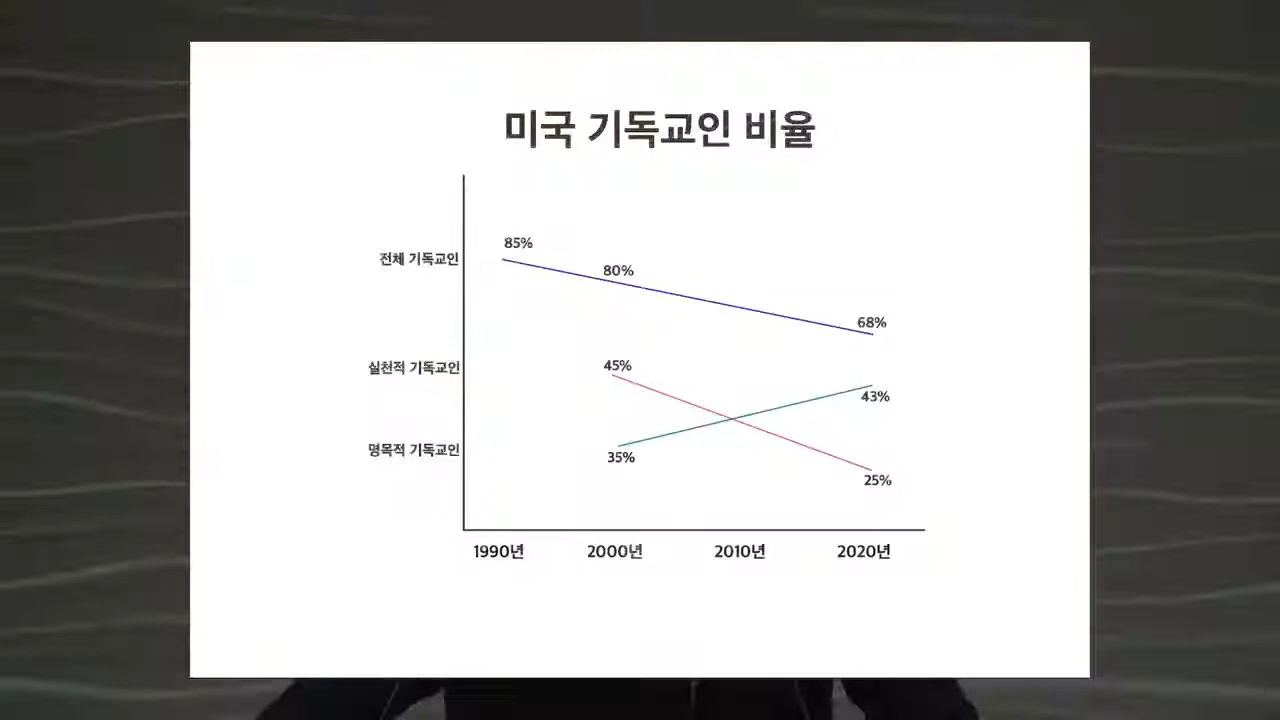 미국 기독교인 비율
85%
전체 기독교인
80%
68%
실천적 기독교인
45%
43%
명목적 기독교인
35%
25%
1990년 2000년 2010년 2020년